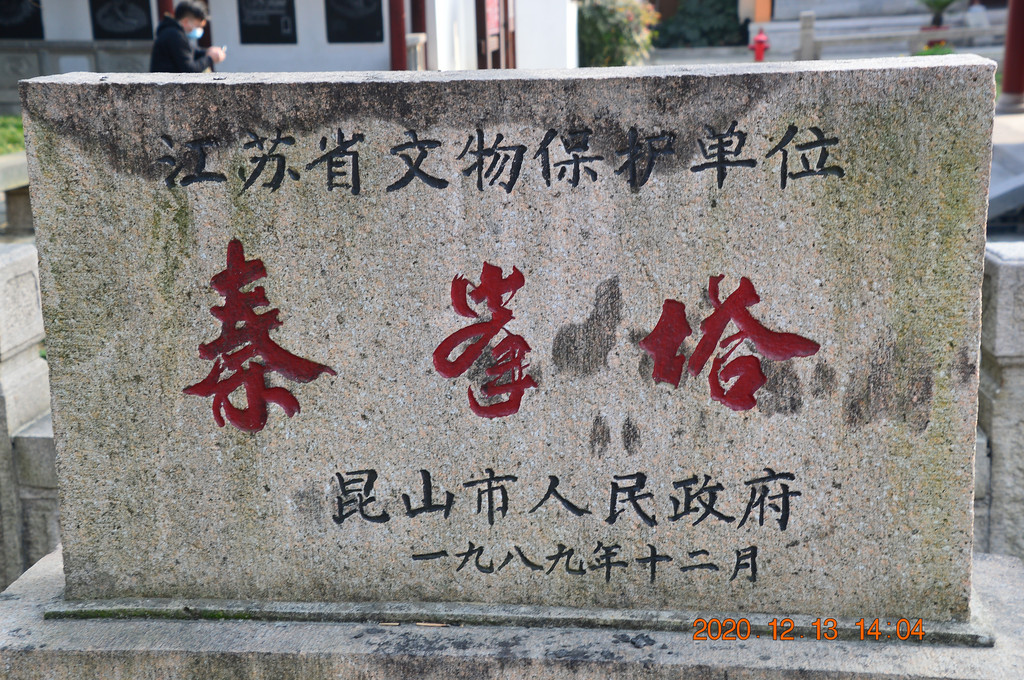 江苏省文物保护单位
秦峯塔
昆山市人民政府
一九八九年十二月
2020.12.13 14:04